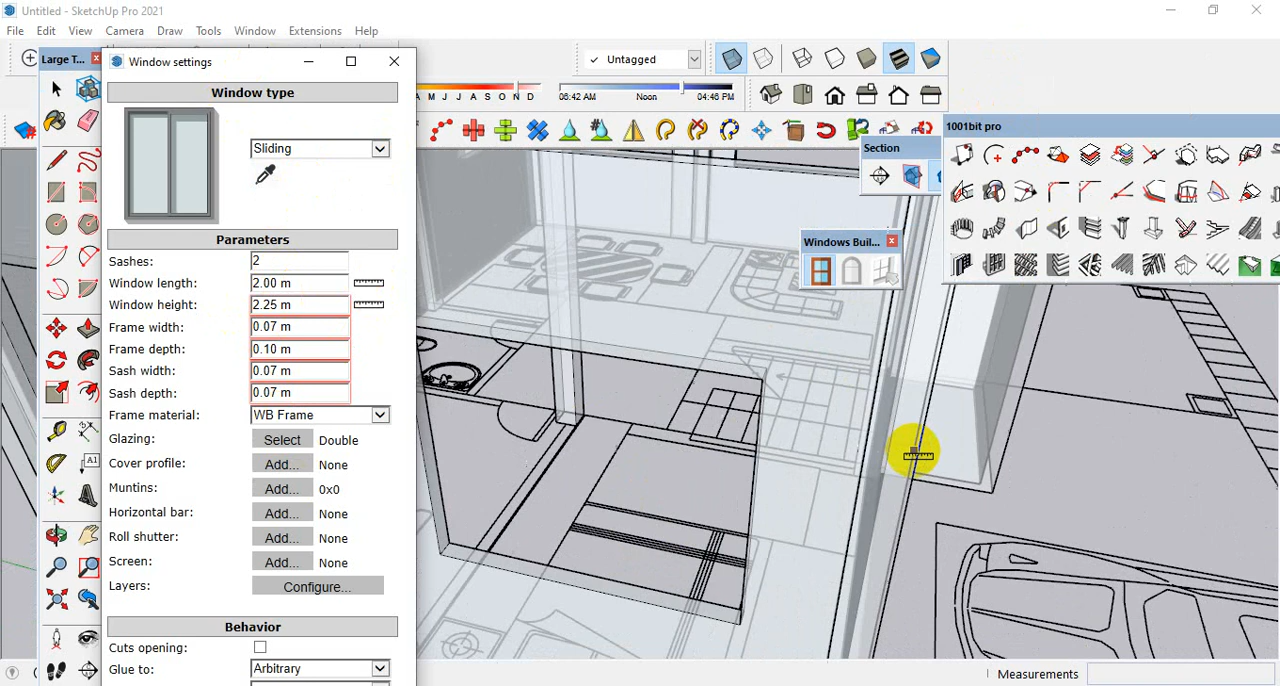 Untitled - SketchUp Pro 2021
File Edit View Camera Draw Tools Window Extensions Help
Large T...
Window settings
Window type
Sliding
Parameters
Sashes: 2
Window length: 2.00 m
Window height: 2.25 m
Frame width: 0.07 m
Frame depth: 0.10 m
Sash width: 0.07 m
Sash depth: 0.07 m
Frame material: WB Frame
Glazing: Select Double
Cover profile: Add... None
Muntins: Add... 0x0
Horizontal bar: Add... None
Roll shutter: Add... None
Screen: Add... None
Layers: Configure...
Behavior
Cuts opening:
Glue to: Arbitrary
✓ Untagged
A M J J A S O N D
06:42 AM Noon 04:46 PM
1001bit pro
Section
Windows Buil...
A1
Measurements